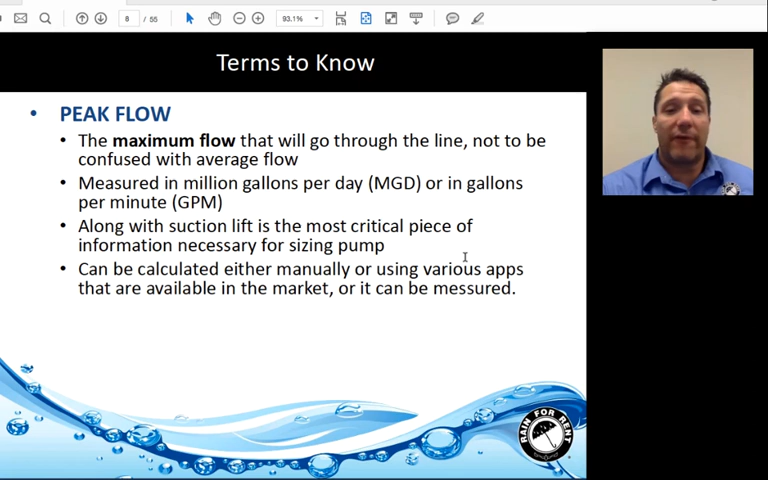 8 / 55
93.1%
Terms to Know
• PEAK FLOW
• The maximum flow that will go through the line, not to be
confused with average flow
• Measured in million gallons per day (MGD) or in gallons
per minute (GPM)
• Along with suction lift is the most critical piece of
information necessary for sizing pump
• Can be calculated either manually or using various apps
that are available in the market, or it can be messured.
RAIN FOR RENT